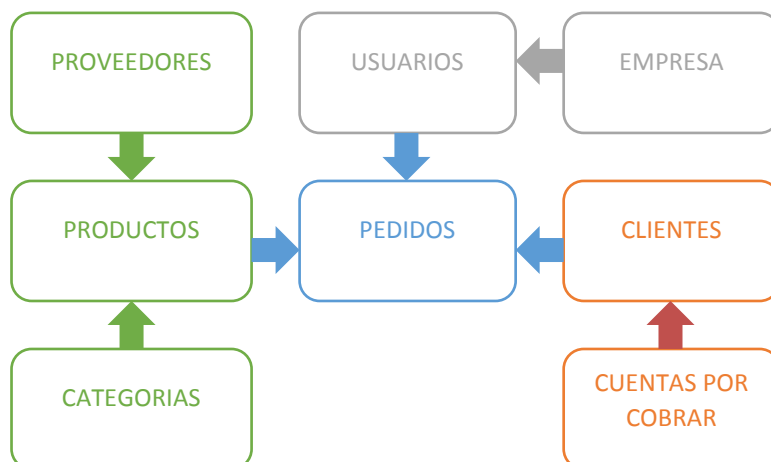 PROVEEDORES
USUARIOS
EMPRESA
PRODUCTOS
PEDIDOS
CLIENTES
CATEGORIAS
CUENTAS POR
COBRAR